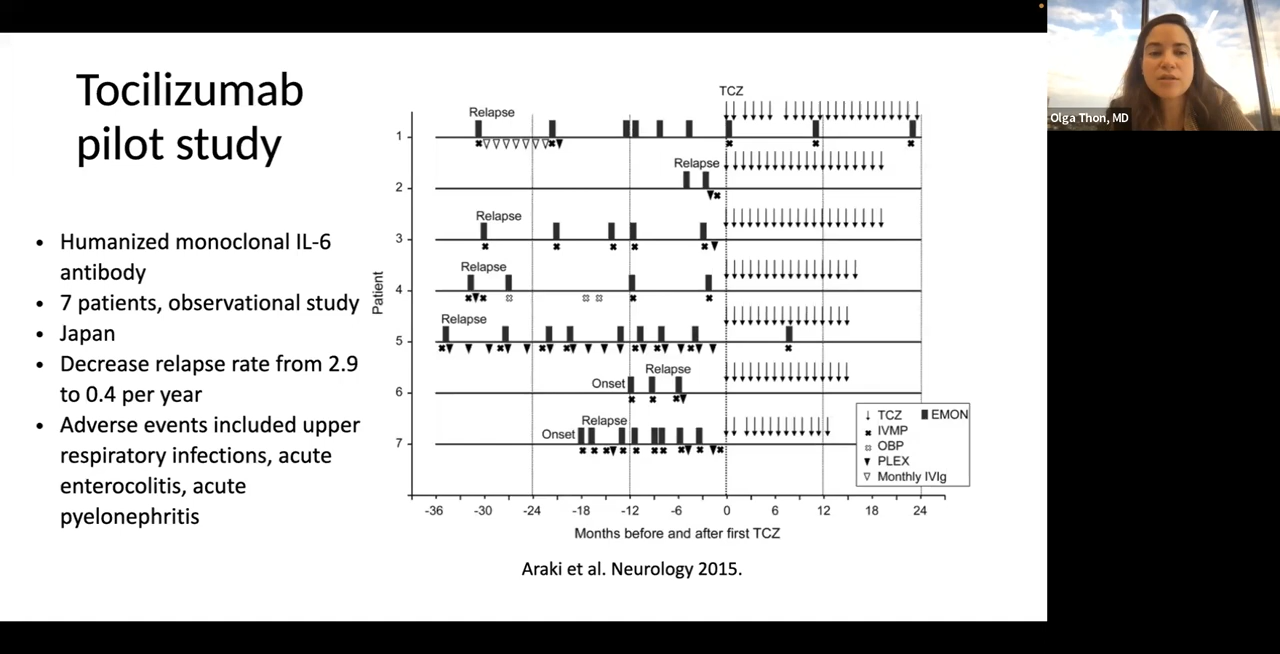 Tocilizumab
pilot study
• Humanized monoclonal IL-6
antibody
• 7 patients, observational study
• Japan
• Decrease relapse rate from 2.9
to 0.4 per year
• Adverse events included upper
respiratory infections, acute
enterocolitis, acute
pyelonephritis
TCZ
Relapse
1
Relapse
2
Relapse
3
Relapse
4
Relapse
5
Relapse
Onset
6
Relapse
Onset
7
Patient
TCZ EMON
IVMP
OBP
PLEX
Monthly IVIg
-36 -30 -24 -18 -12 -6 0 6 12 18 24
Months before and after first TCZ
Araki et al. Neurology 2015.
Olga Thon, MD